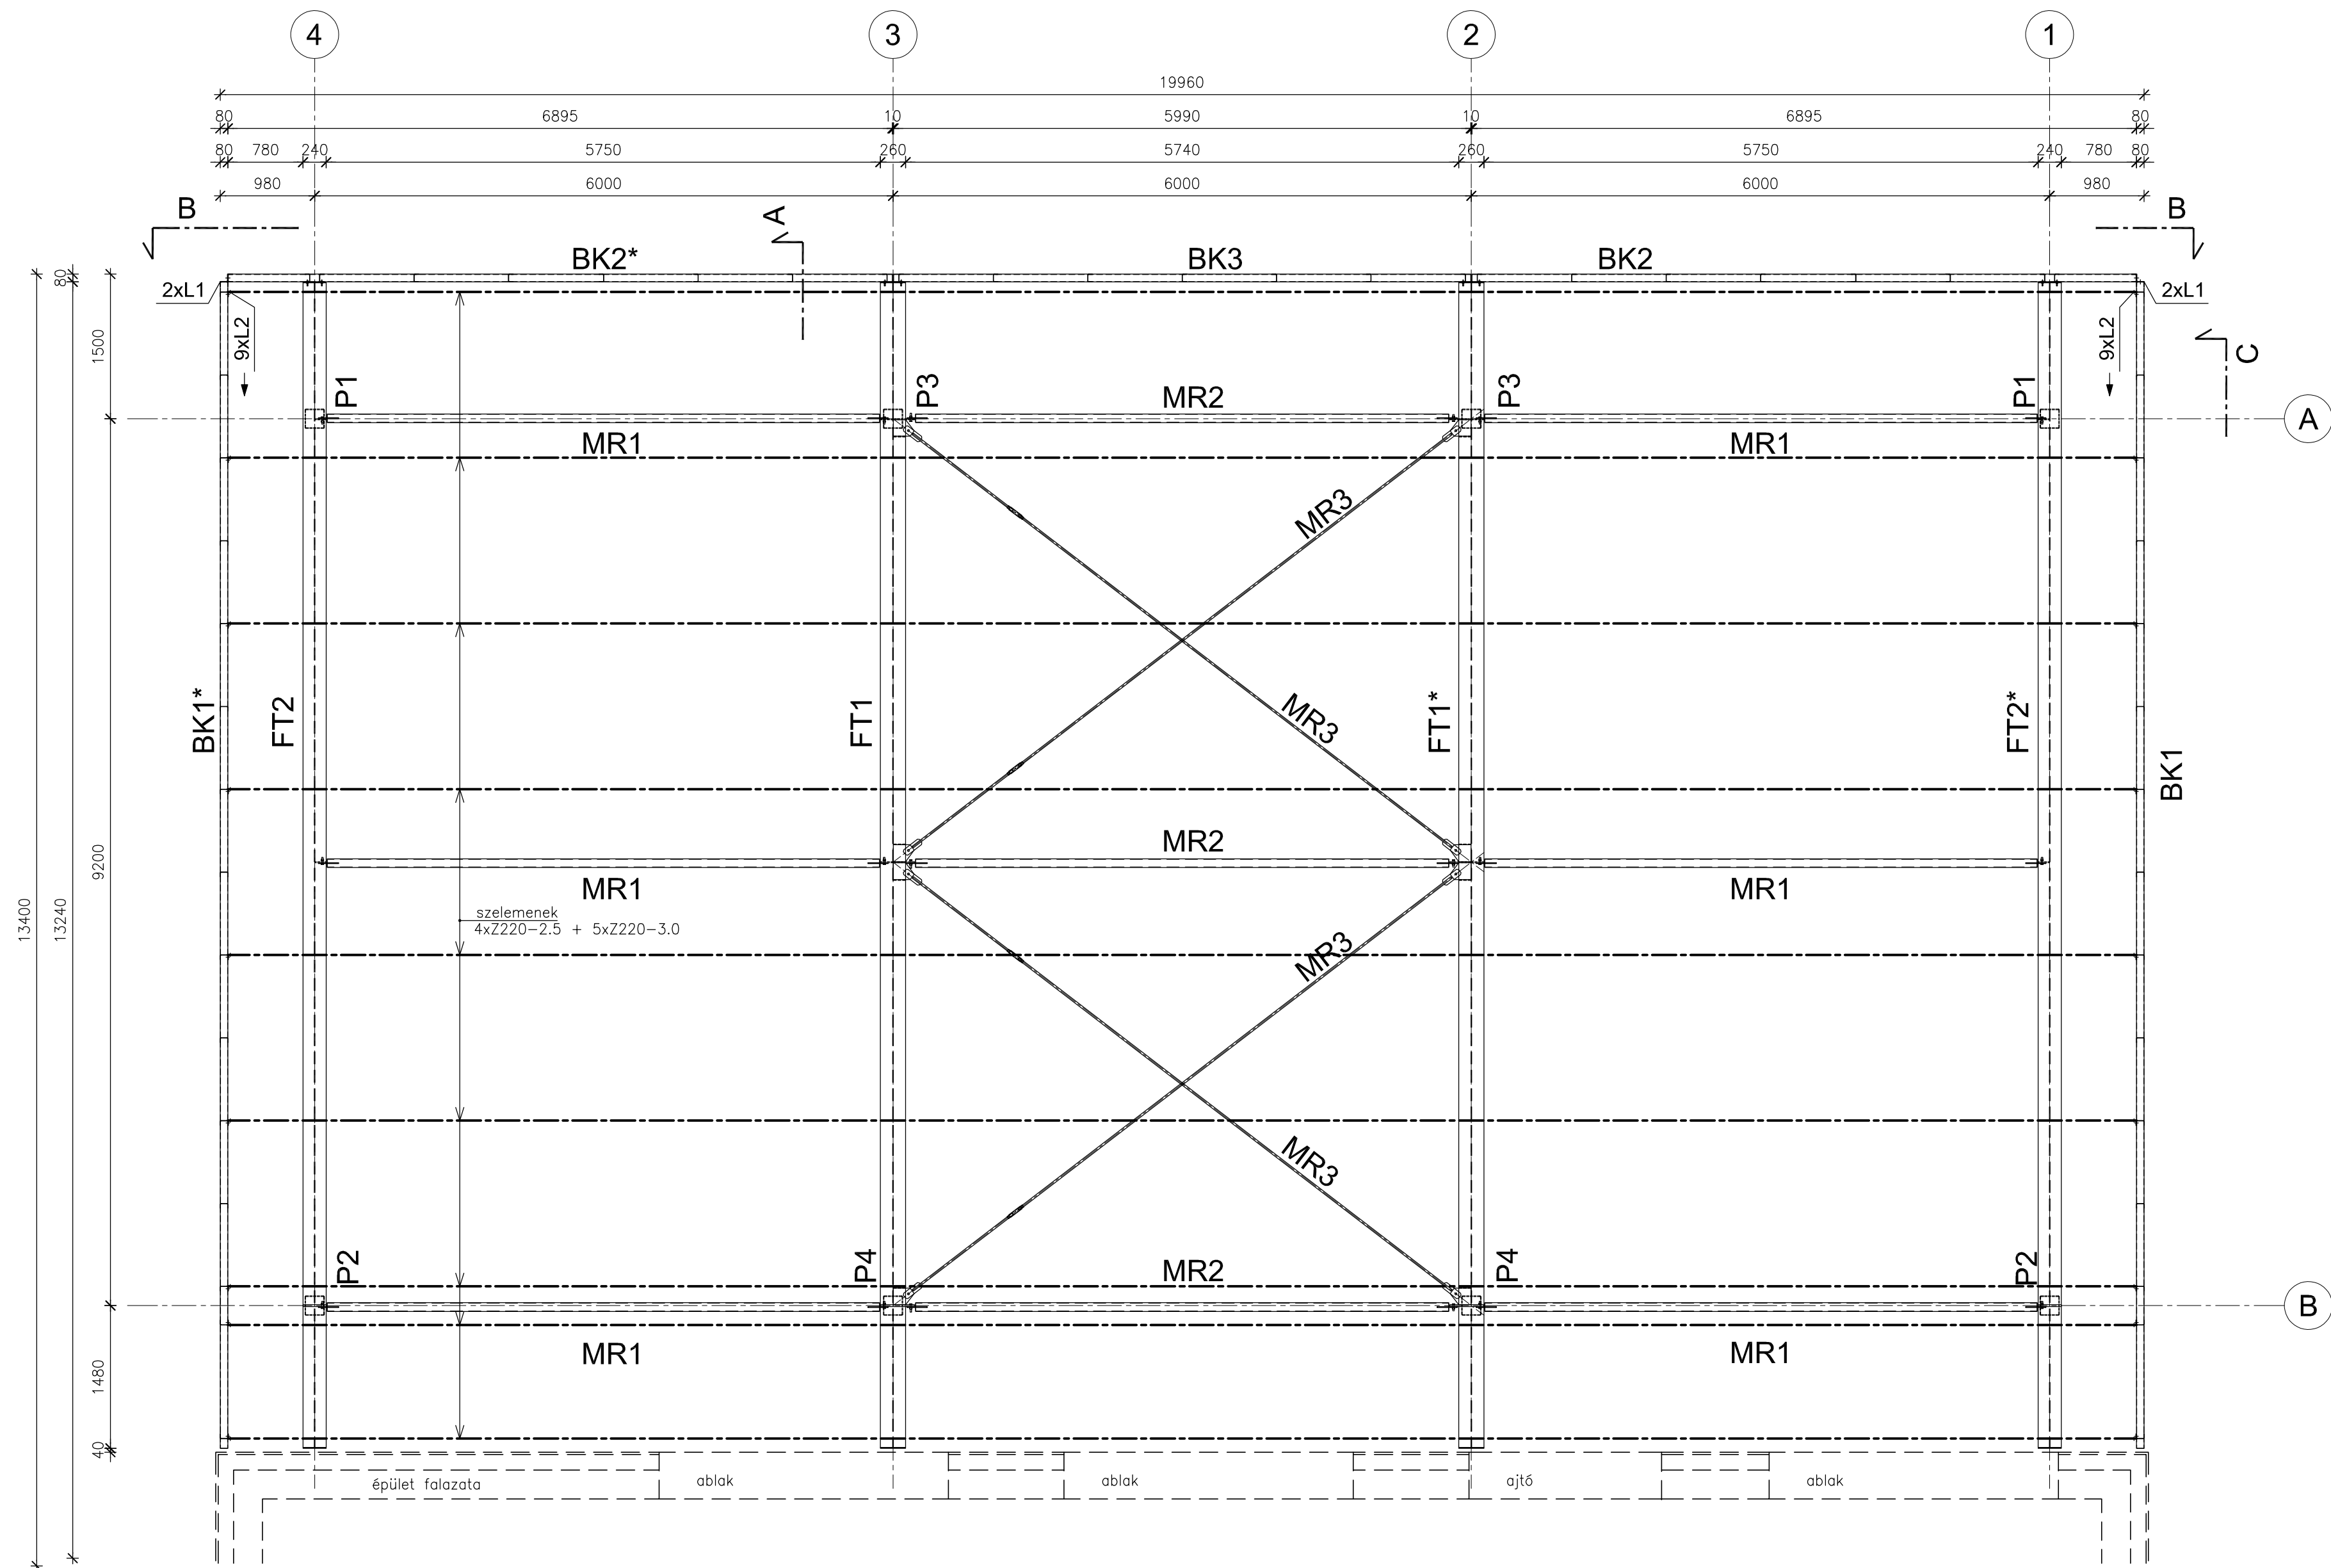 4 3 2 1
19960
80 6895 10 5990 10 6895 80
80 780 240 5750 260 5740 260 5750 240 780 80
980 6000 6000 6000 980
B A B
BK2* BK3 BK2
80
2xL1 2xL1
9xL2 9xL2
1500
C
P1 P3 MR2 P3 P1
A
MR1 MR1
MR3
MR3
BK1* FT2 FT1 FT1* FT2* BK1
9200
MR2
MR1 MR1
13400 13240
szelemenek
4xZ220-2.5 + 5xZ220-3.0
MR3
MR3
P2 P4 MR2 P4 P2
B
MR1 MR1
1480
40
épület falazata ablak ablak ajtó ablak